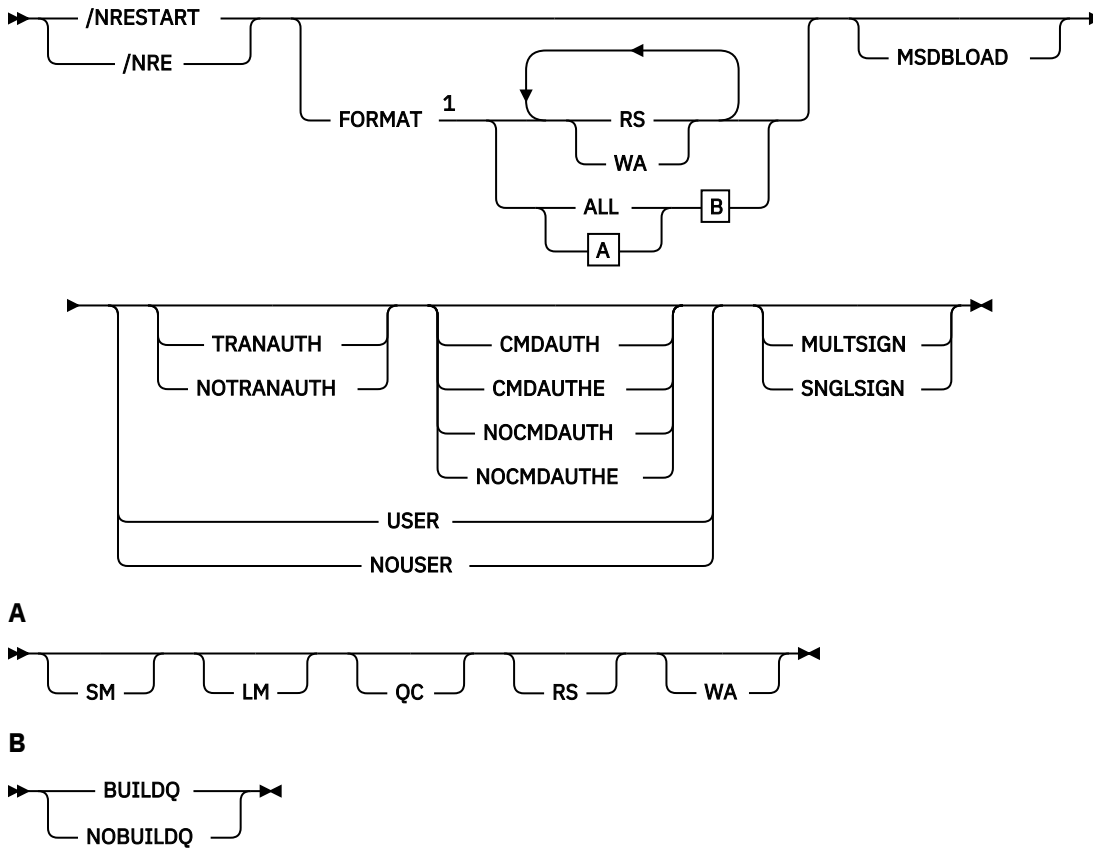 /NRESTART
/NRE
MSDBLOAD
FORMAT 1
RS
WA
ALL B
A
TRANAUTH CMDAUTH MULTSIGN
NOTRANAUTH CMDAUTHE SNGLSIGN
NOCMDAUTH
NOCMDAUTHE
USER
NOUSER
A
SM LM QC RS WA
B
BUILDQ
NOBUILDQ